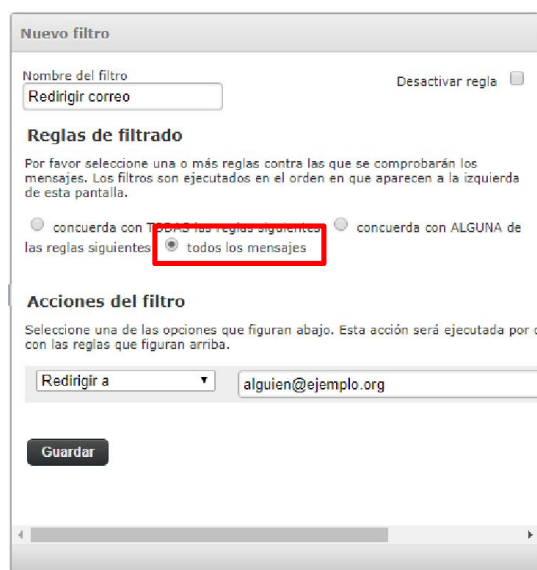 Nuevo filtro
Nombre del filtro
Desactivar regla
Redirigir correo
Reglas de filtrado
Por favor seleccione una o más reglas contra las que se comprobarán los
mensajes. Los filtros son ejecutados en el orden en que aparecen a la izquierda
de esta pantalla.
concuerda con TODAS las reglas siguientes concuerda con ALGUNA de
las reglas siguientes todos los mensajes
Acciones del filtro
Seleccione una de las opciones que figuran abajo. Esta acción será ejecutada por
con las reglas que figuran arriba.
Redirigir a alguien@ejemplo.org
Guardar